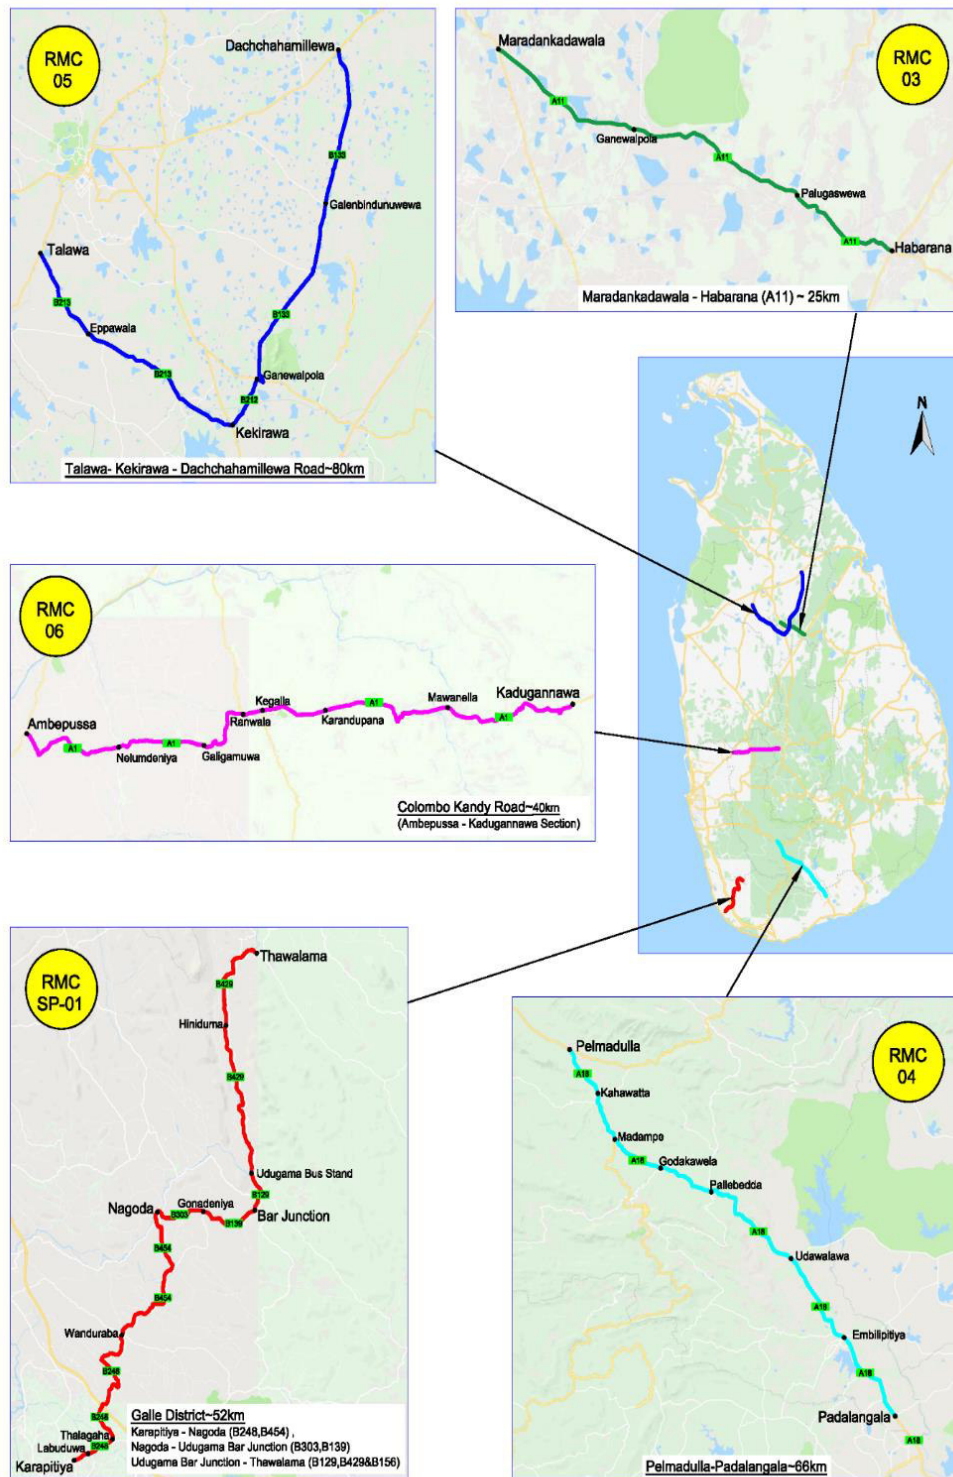 RMC
05
Dachchahamillewa
B133
Galenbindunuwewa
Talawa
B213
Eppawala
B133
B213
Ganewalpola
B212
Kekirawa
Talawa- Kekirawa - Dachchahamillewa Road~80km
RMC
03
Maradankadawala
A11
Ganewalpola
A11
Palugaswewa
A11
Habarana
Maradankadawala - Habarana (A11) ~ 25km
N
RMC
06
Ambepussa
A1
Nelumdeniya
A1
Galigamuwa
Ranwala
Kegalla
Karandupana
A1
Mawanella
A1
Kadugannawa
Colombo Kandy Road~40km
(Ambepussa - Kadugannawa Section)
RMC
SP-01
Thawalama
B429
Hiniduma
B429
Udugama Bus Stand
B129
Nagoda
Gonadeniya
B303
B139
Bar Junction
B454
B454
Wanduraba
B248
B248
Thalagaha
Labuduwa
B248
Karapitiya
Galle District~52km
Karapitiya - Nagoda (B248,B454) ,
Nagoda - Udugama Bar Junction (B303,B139)
Udugama Bar Junction - Thawalama (B129,B429&B156)
RMC
04
Pelmadulla
A18
Kahawatta
Madampe
A18
Godakawela
Pallebedda
A18
Udawalawa
A18
Embilipitiya
A18
Padalangala
A18
Pelmadulla-Padalangala~66km